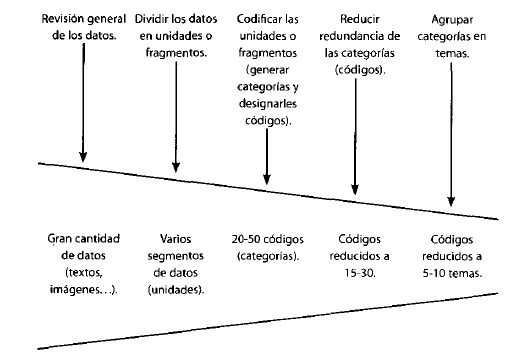 Revisión general
de los datos.
Dividir los datos
en unidades o
fragmentos.
Codificar las
unidades o
fragmentos
(generar
categorías y
designarles
códigos).
Reducir
redundancia de
las categorías
(códigos).
Agrupar
categorías en
temas.
Gran cantidad
de datos
(textos,
imágenes...).
Varios
segmentos
de datos
(unidades).
20-50 códigos
(categorías).
Códigos
reducidos a
15-30.
Códigos
reducidos a
5-10 temas.